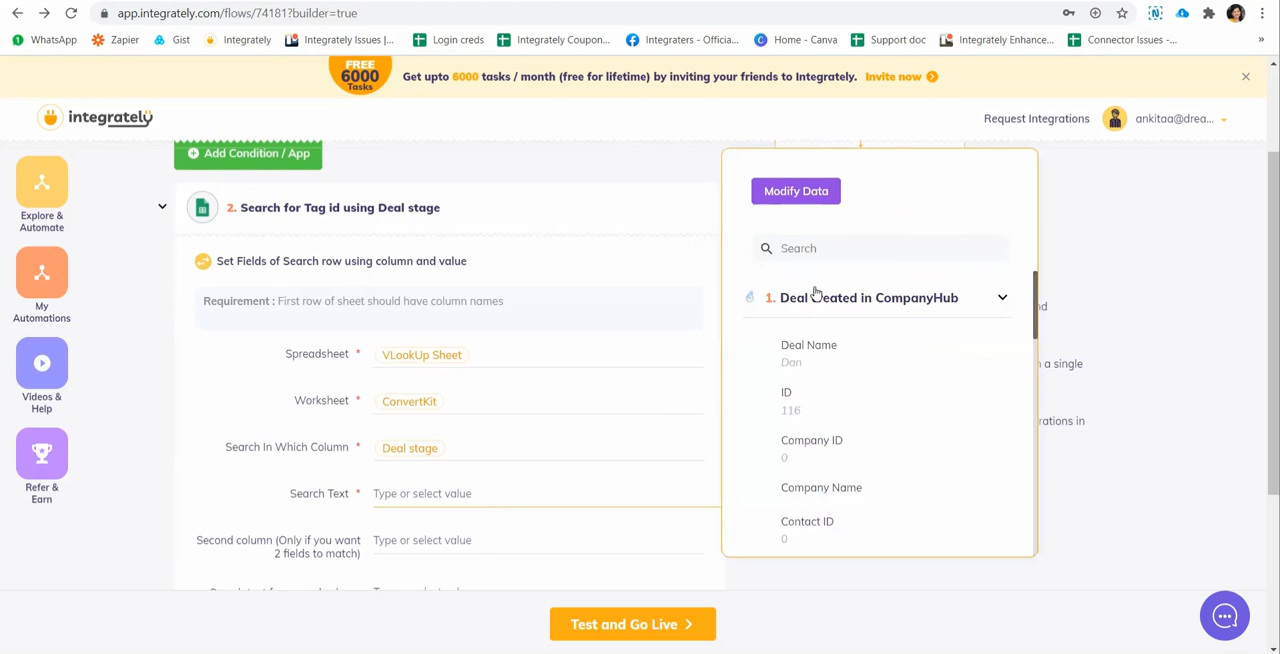 app.integrately.com/flows/74181?builder=true
WhatsApp
Zapier
Gist
Integrately
Integrately Issues |...
Login creds
Integrately Coupon...
Integraters - Officia...
Home - Canva
Support doc
Integrately Enhance...
Connector Issues -...
»
FREE
6000
Tasks
Get upto 6000 tasks / month (free for lifetime) by inviting your friends to Integrately. Invite now
integrately
Request Integrations
ankitaa@drea...
Explore &
Automate
My
Automations
Videos &
Help
Refer &
Earn
Add Condition / App
2. Search for Tag id using Deal stage
Set Fields of Search row using column and value
Requirement : First row of sheet should have column names
Spreadsheet * VLookUp Sheet
Worksheet * ConvertKit
Search In Which Column * Deal stage
Search Text * Type or select value
Second column (Only if you want
2 fields to match) Type or select value
Modify Data
Search
1. Deal Created in CompanyHub
Deal Name
Dan
ID
116
Company ID
0
Company Name
Contact ID
0
a single
rations in
Test and Go Live